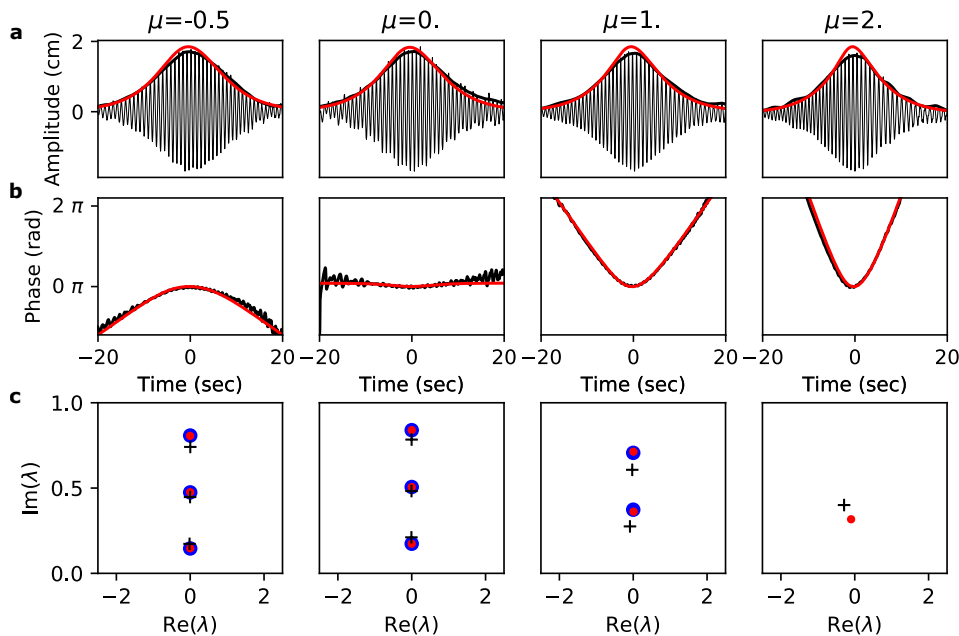 μ=-0.5 μ=0. μ=1. μ=2.
a
Amplitude (cm)
2
0
b
Phase (rad)
2 π
0 π
−20 0 20 −20 0 20 −20 0 20 −20 0 20
Time (sec) Time (sec) Time (sec) Time (sec)
c
Im(λ)
1.0
0.5
0.0
−2 0 2 −2 0 2 −2 0 2 −2 0 2
Re(λ) Re(λ) Re(λ) Re(λ)